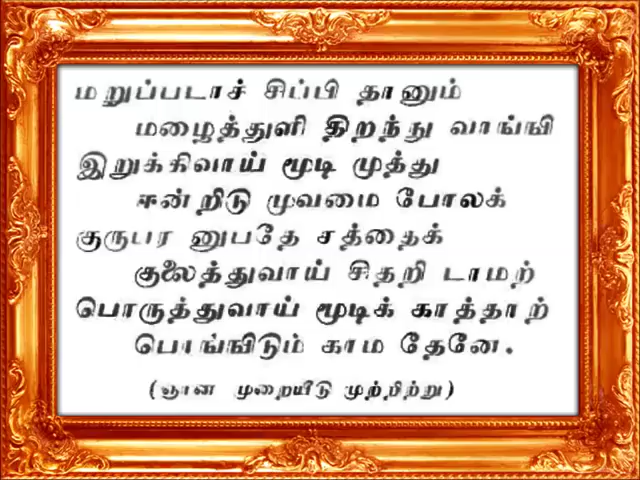 மறுப்படாச் சிப்பி தானும்
மழைத்துளி திறந்து வாங்கி
இறுக்கிவாய் மூடி முத்து
ஈன்றிடு முவமை போலக்
குருபர னுபதே சத்தைக்
குலைத்துவாய் சிதறி டாமற்
பொருத்துவாய் மூடிக் காத்தாற்
பொங்கிடும் காம தேனே.
(ஞான முறையீடு முற்றிற்று)